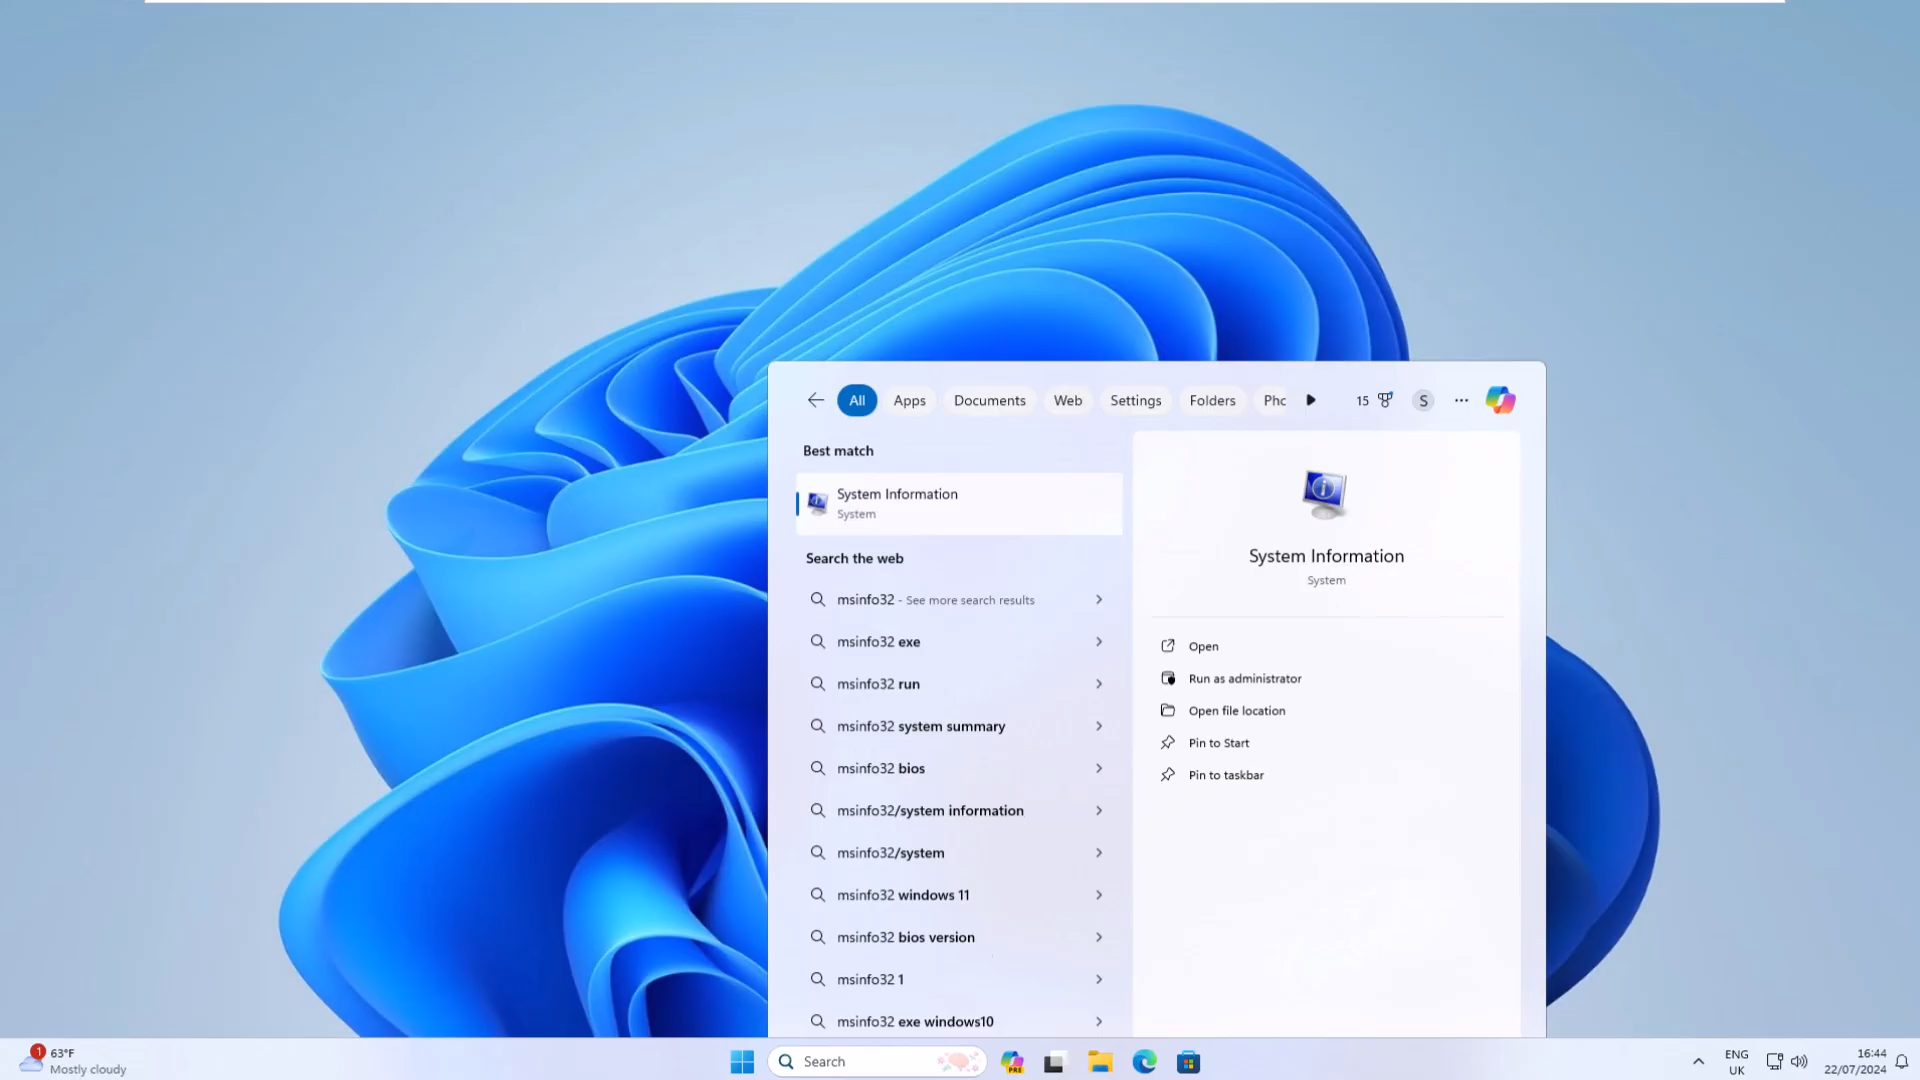 All
Apps
Documents
Web
Settings
Folders
Pho
15
S
Best match
System Information
System
Search the web
msinfo32 - See more search results
msinfo32 exe
msinfo32 run
msinfo32 system summary
msinfo32 bios
msinfo32/system information
msinfo32/system
msinfo32 windows 11
msinfo32 bios version
msinfo32 1
msinfo32 exe windows10
System Information
System
Open
Run as administrator
Open file location
Pin to Start
Pin to taskbar
1
63°F
Mostly cloudy
Search
PRE
ENG
UK
16:44
22/07/2024